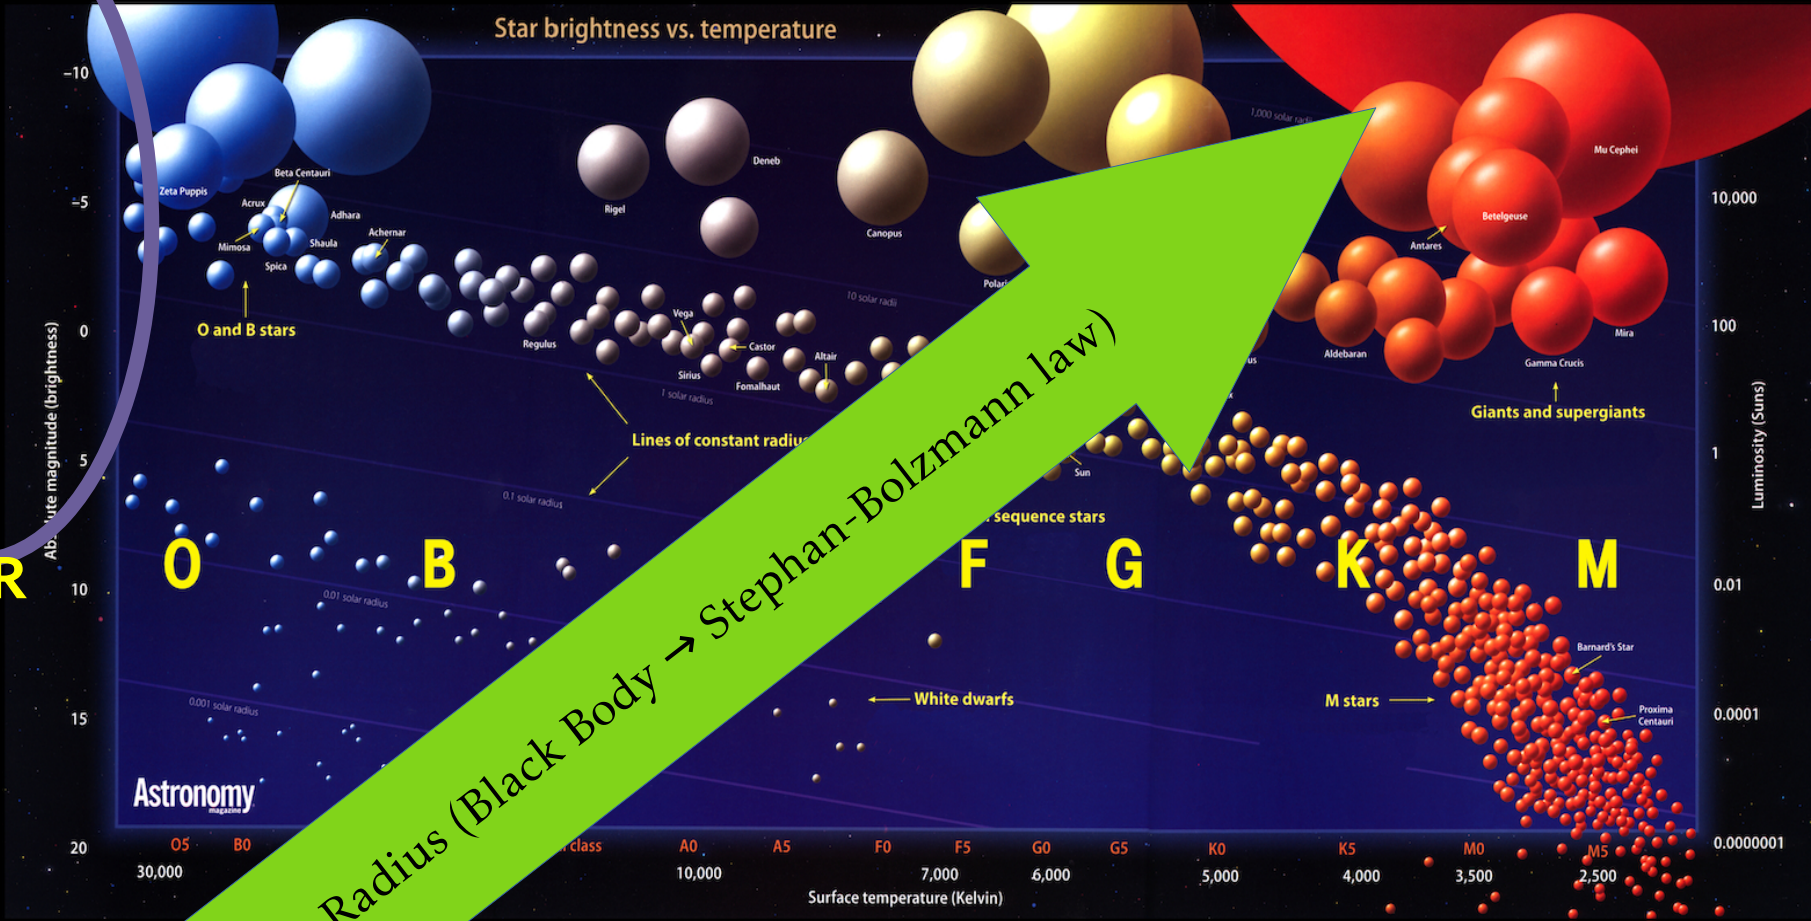 Star brightness vs. temperature
–10
–5
0
5
10
15
20
Absolute magnitude (brightness)
10,000
100
1
0.01
0.0001
0.0000001
Luminosity (Suns)
1,000 solar radii
Mu Cephei
Deneb
Rigel
Canopus
Zeta Puppis
Beta Centauri
Acrux
Adhara
Achernar
Mimosa
Shaula
Spica
Antares
Betelgeuse
10 solar radii
O and B stars
Vega
Regulus
Castor
Altair
Sirius
Fomalhaut
Aldebaran
Gamma Crucis
Mira
1 solar radius
Giants and supergiants
Lines of constant
Sun
0.1 solar radius
sequence stars
R
O
B
F
G
K
M
0.01 solar radius
Barnard's Star
0.001 solar radius
White dwarfs
M stars
Proxima
Centauri
Radius (Black Body → Stephan-Bolzmann law)
Astronomy
magazine
O5
B0
class
A0
A5
F0
F5
G0
G5
K0
K5
M0
M5
30,000
10,000
7,000
6,000
5,000
4,000
3,500
2,500
Surface temperature (Kelvin)